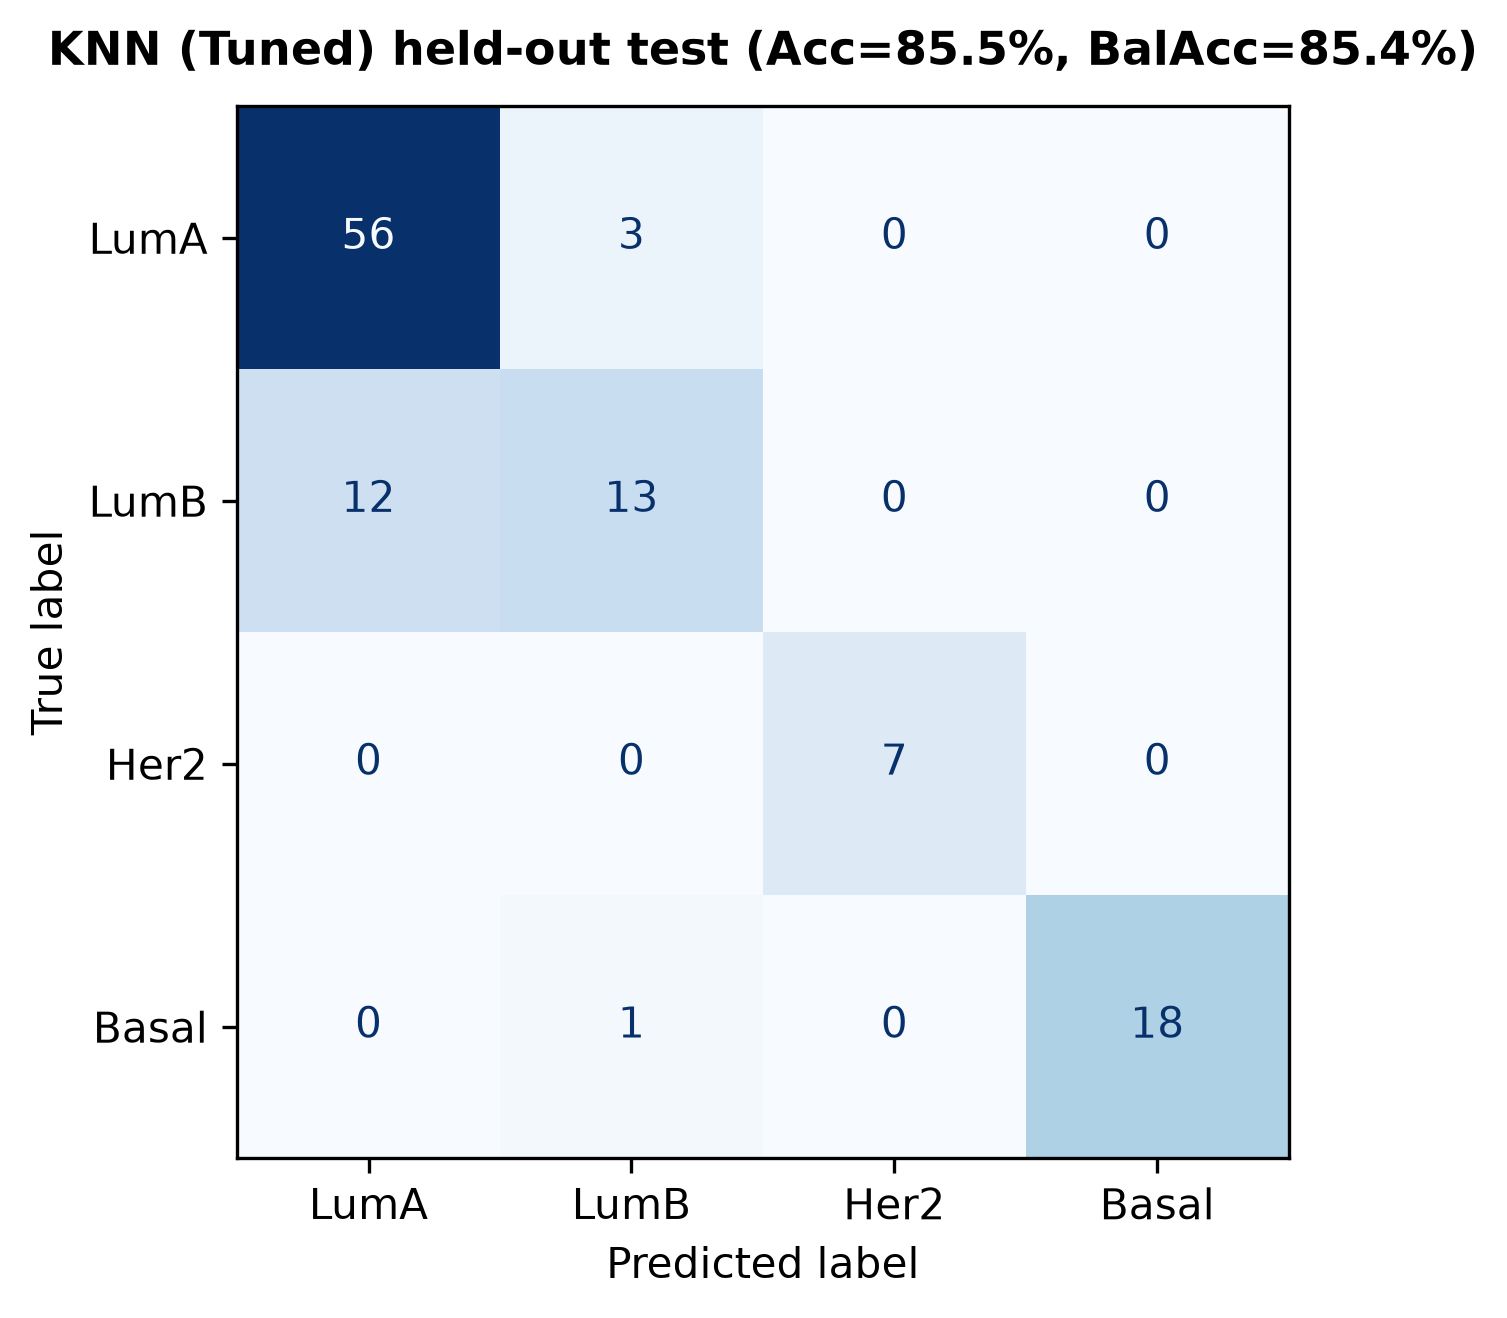 KNN (Tuned) held-out test (Acc=85.5%, BalAcc=85.4%)
True label
LumA 56 3 0 0
LumB 12 13 0 0
Her2 0 0 7 0
Basal 0 1 0 18
LumA LumB Her2 Basal
Predicted label